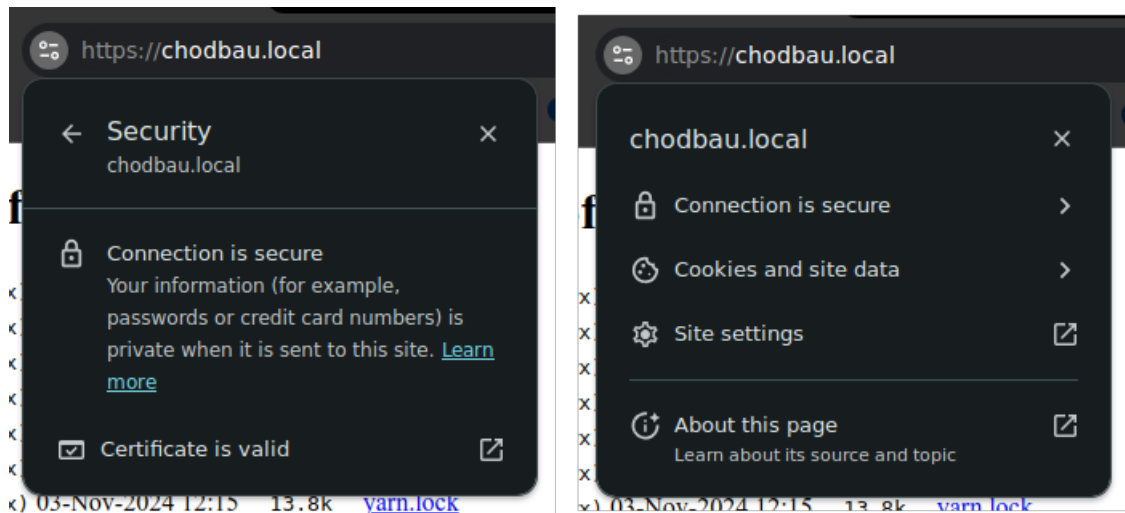 https://chodbau.local
Security
chodbau.local
Connection is secure
Your information (for example,
passwords or credit card numbers) is
private when it is sent to this site. Learn
more
Certificate is valid
x) 03-Nov-2024 12:15 13.8k yarn.lock
https://chodbau.local
chodbau.local
Connection is secure
Cookies and site data
Site settings
About this page
Learn about its source and topic
x) 03-Nov-2024 12:15 13.8k yarn.lock